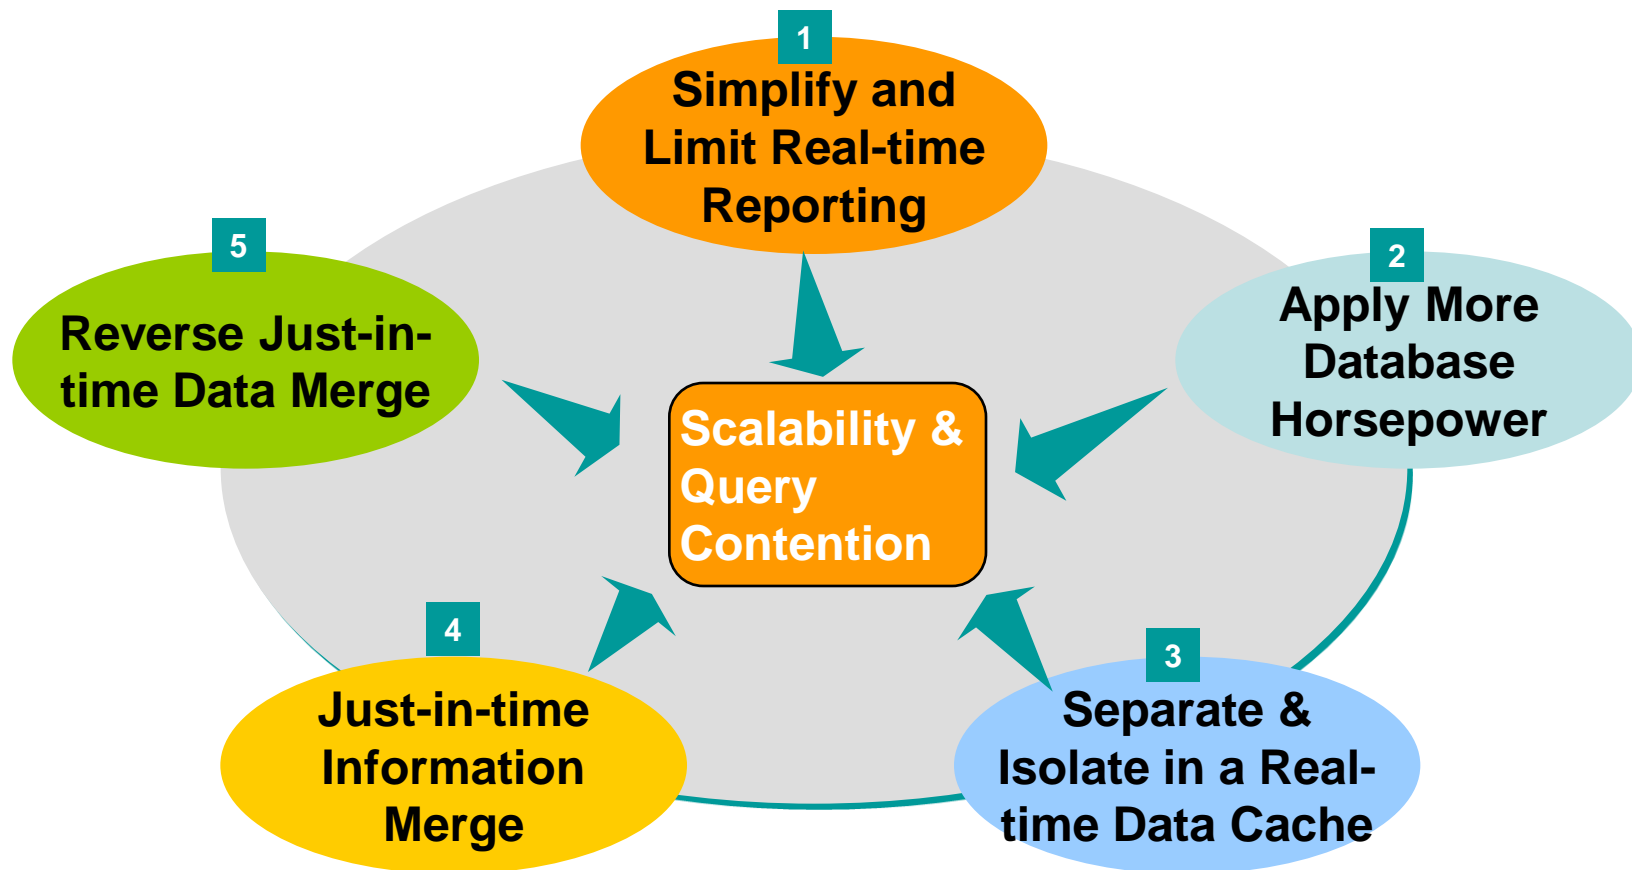 1
Simplify and
Limit Real-time
Reporting
2
Apply More
Database
Horsepower
3
Separate &
Isolate in a Real-
time Data Cache
4
Just-in-time
Information
Merge
5
Reverse Just-in-
time Data Merge
Scalability &
Query
Contention